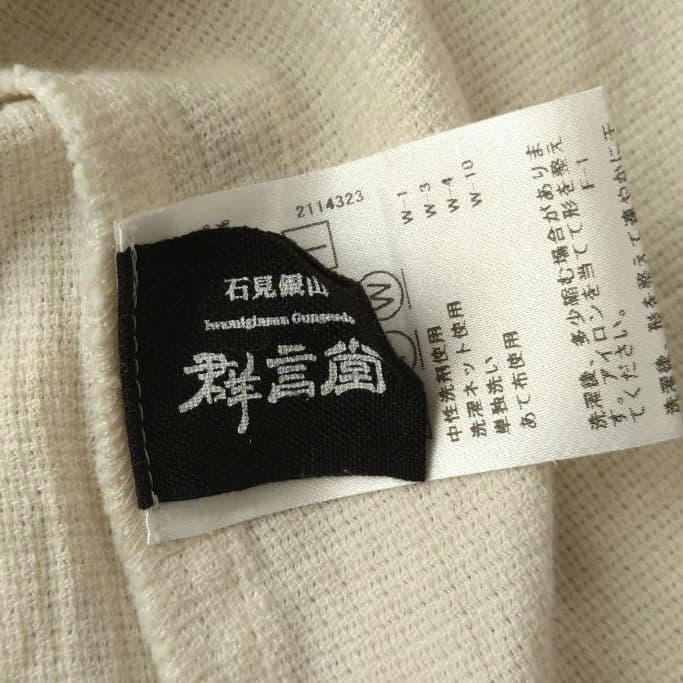 石見銀山
Iwamiginzan Gungendo
群言堂
2114323
W-1
W-3
W-4
W-10
W
中性洗剤使用
洗濯ネット使用
単独洗い
あて布使用
洗濯後、多少縮む場合がありま
す。アイロンを当てて形を整え
てください。 F-1
洗濯後、形を整えて速やかに干